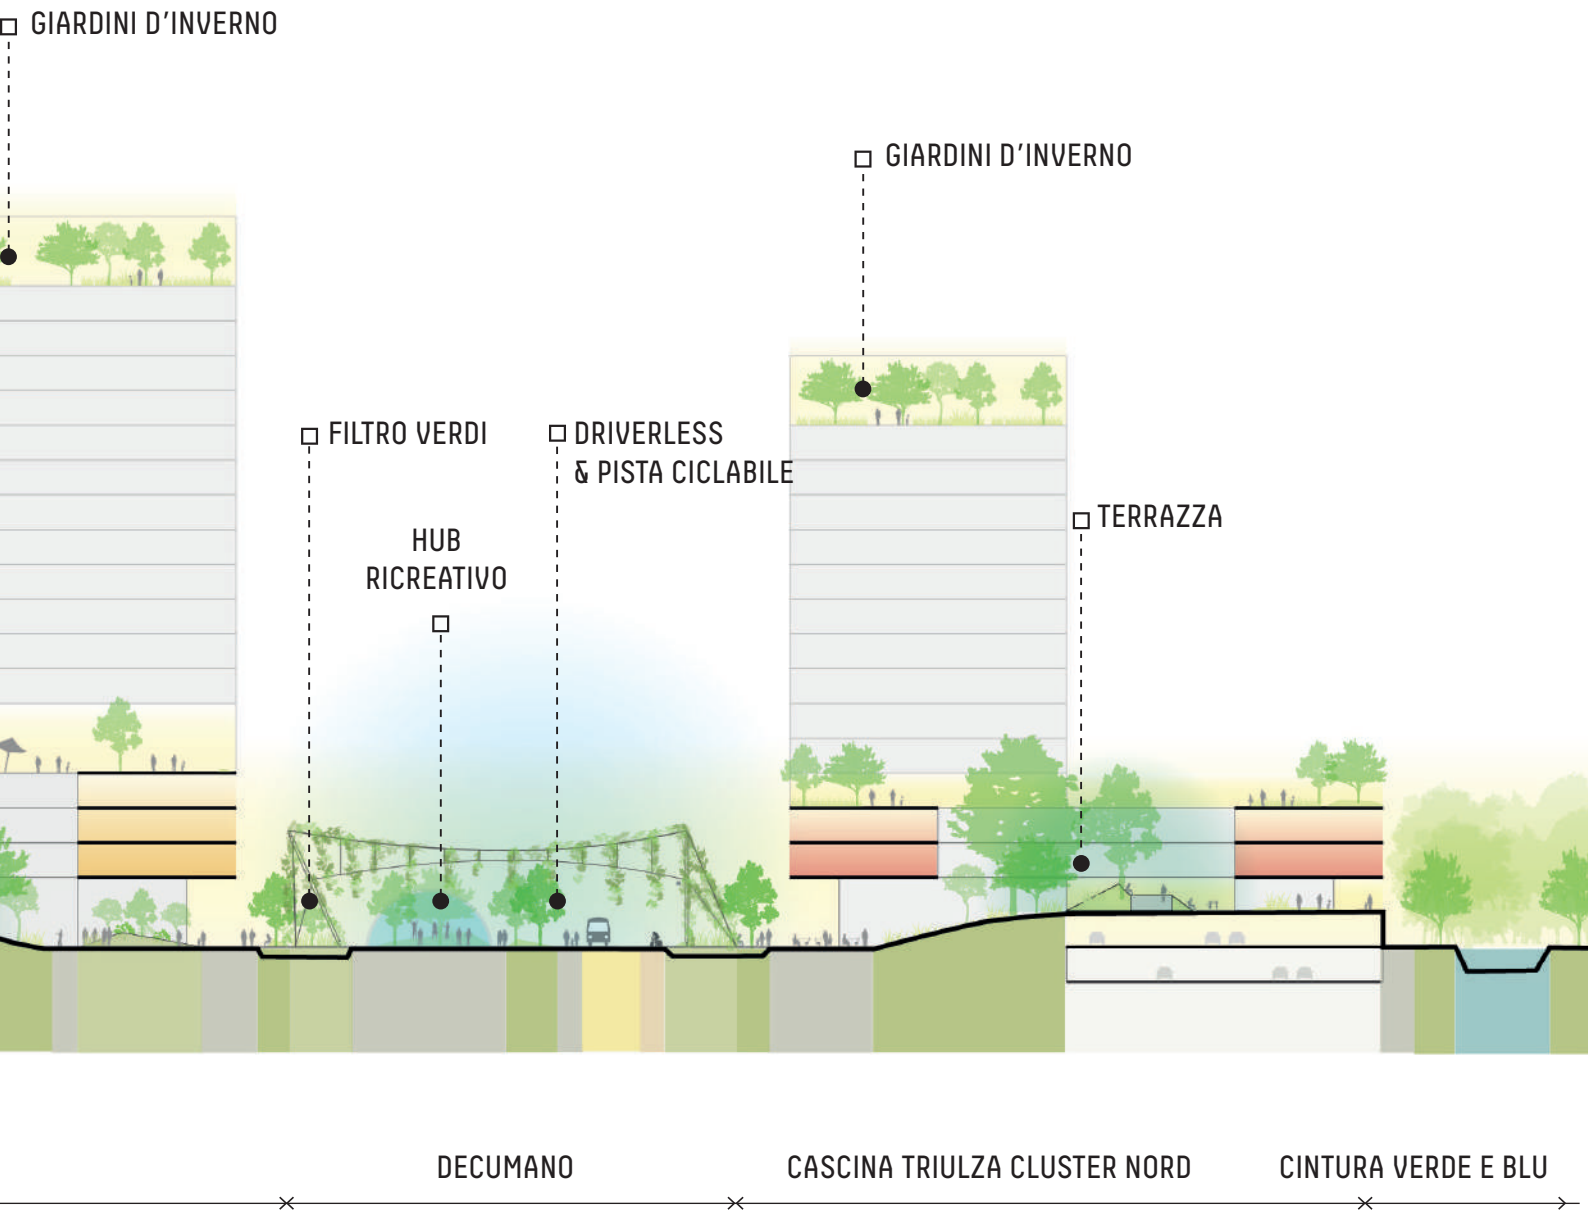 GIARDINI D'INVERNO
GIARDINI D'INVERNO
FILTRO VERDI
DRIVERLESS
& PISTA CICLABILE
HUB
RICREATIVO
TERRAZZA
DECUMANO
CASCINA TRIULZA CLUSTER NORD
CINTURA VERDE E BLU